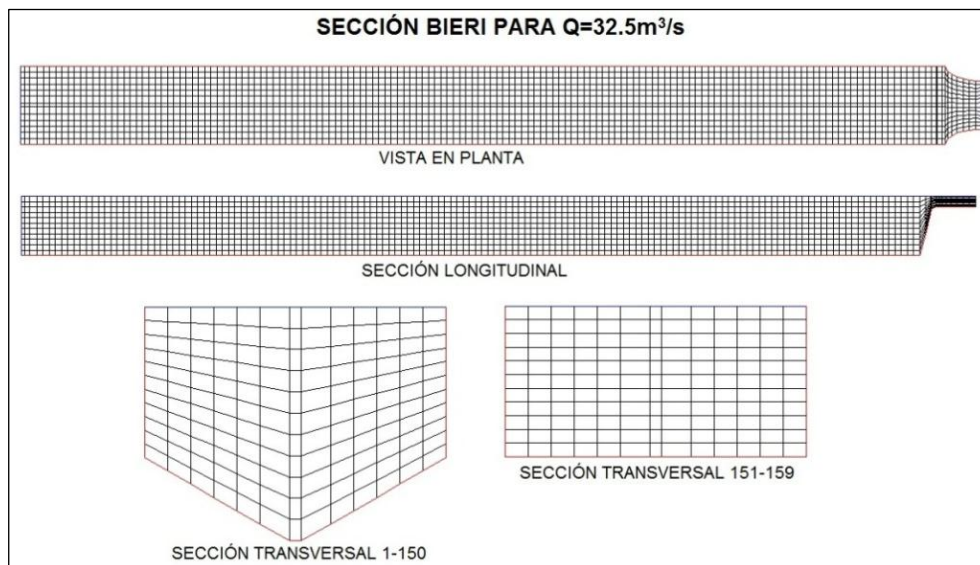 SECCIÓN BIERI PARA Q=32.5m³/s
VISTA EN PLANTA
SECCIÓN LONGITUDINAL
SECCIÓN TRANSVERSAL 151-159
SECCIÓN TRANSVERSAL 1-150